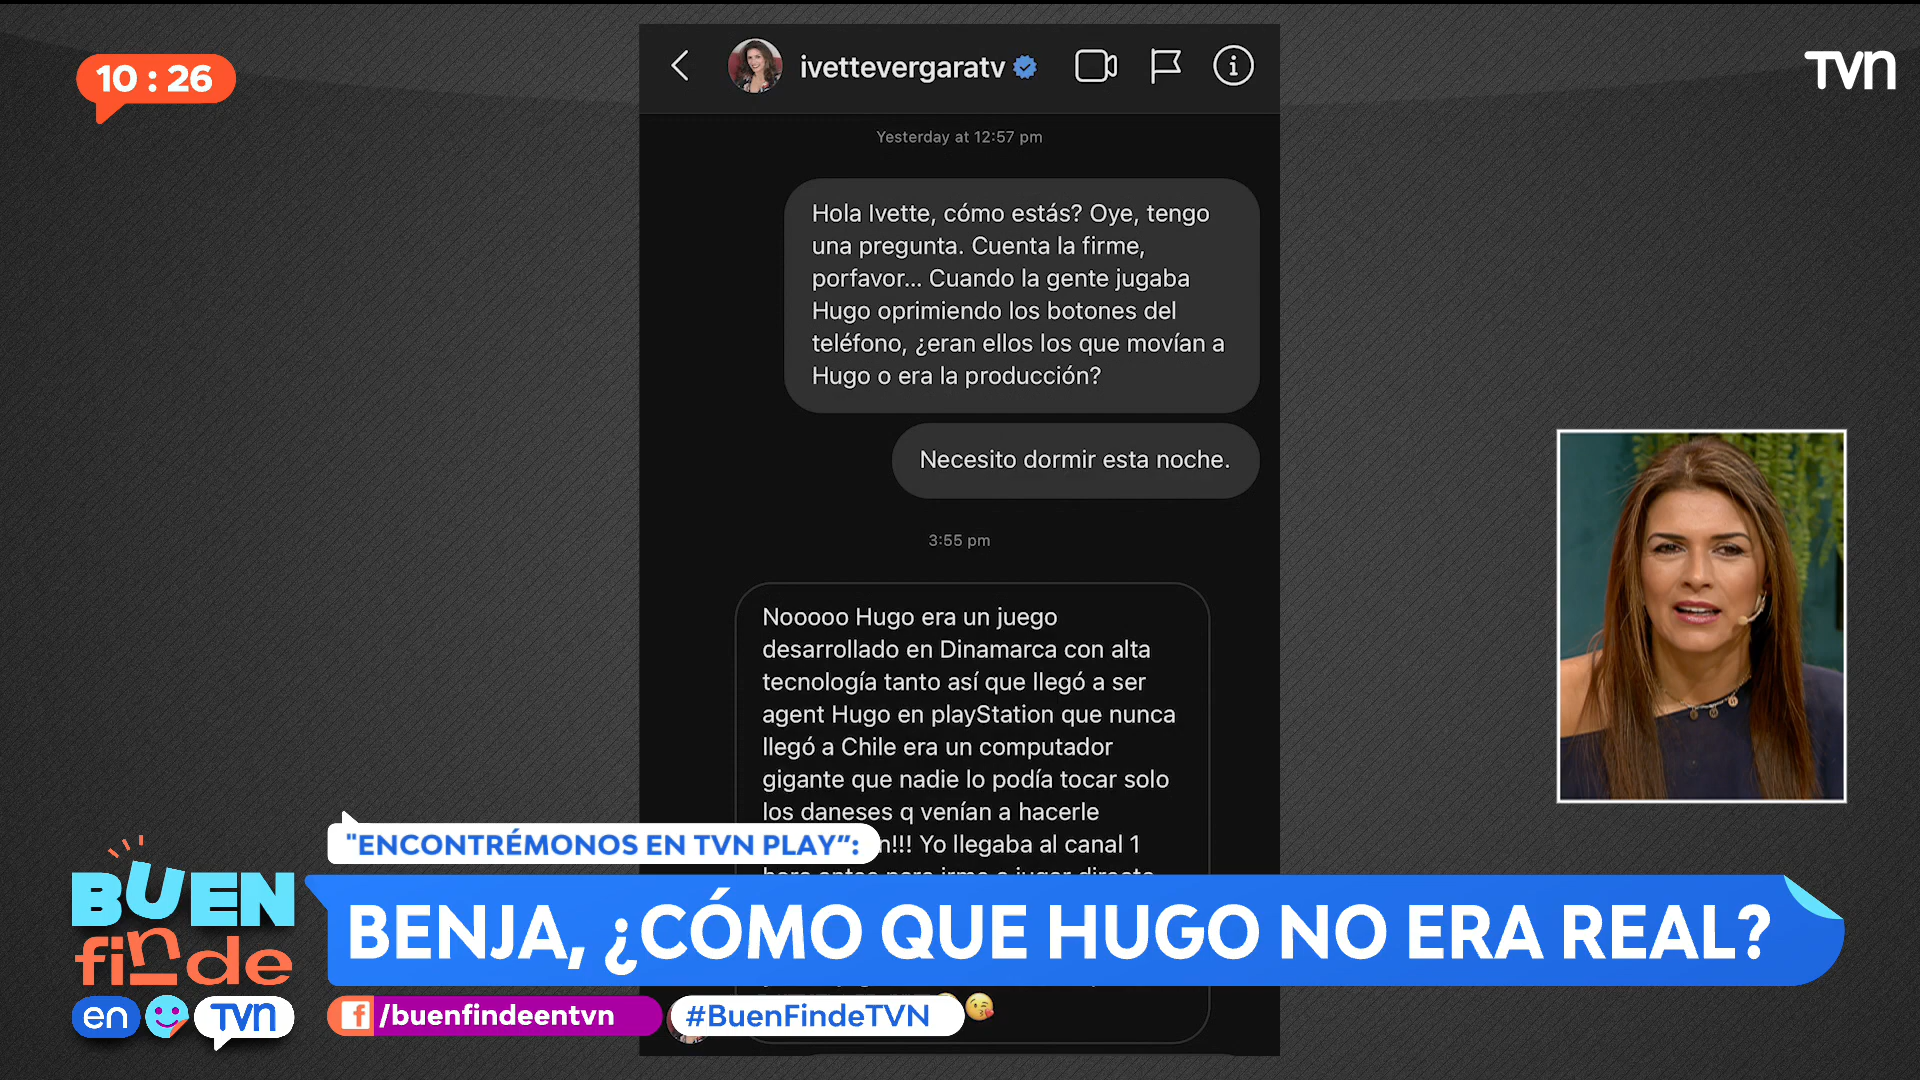 10 : 26
ivettevergaratv
TVN
Yesterday at 12:57 pm
Hola Ivette, cómo estás? Oye, tengo
una pregunta. Cuenta la firme,
porfavor... Cuando la gente jugaba
Hugo oprimiendo los botones del
teléfono, ¿eran ellos los que movían a
Hugo o era la producción?
Necesito dormir esta noche.
3:55 pm
Nooooo Hugo era un juego
desarrollado en Dinamarca con alta
tecnología tanto así que llegó a ser
agent Hugo en playStation que nunca
llegó a Chile era un computador
gigante que nadie lo podía tocar solo
los daneses q venían a hacerle
n!!! Yo llegaba al canal 1
"ENCONTRÉMONOS EN TVN PLAY”:
BENJA, ¿CÓMO QUE HUGO NO ERA REAL?
BUEN
finde
en TVN
/buenfindeentvn
#BuenFindeTVN